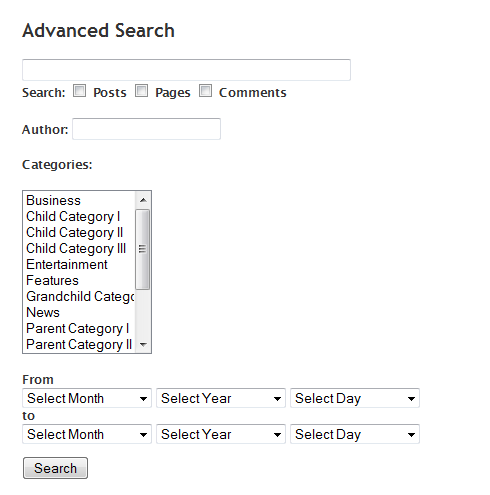 Advanced Search
Search: Posts Pages Comments
Author:
Categories:
Business
Child Category I
Child Category II
Child Category III
Entertainment
Features
Grandchild Catego
News
Parent Category I
Parent Category II
From
Select Month Select Year Select Day
to
Select Month Select Year Select Day
Search